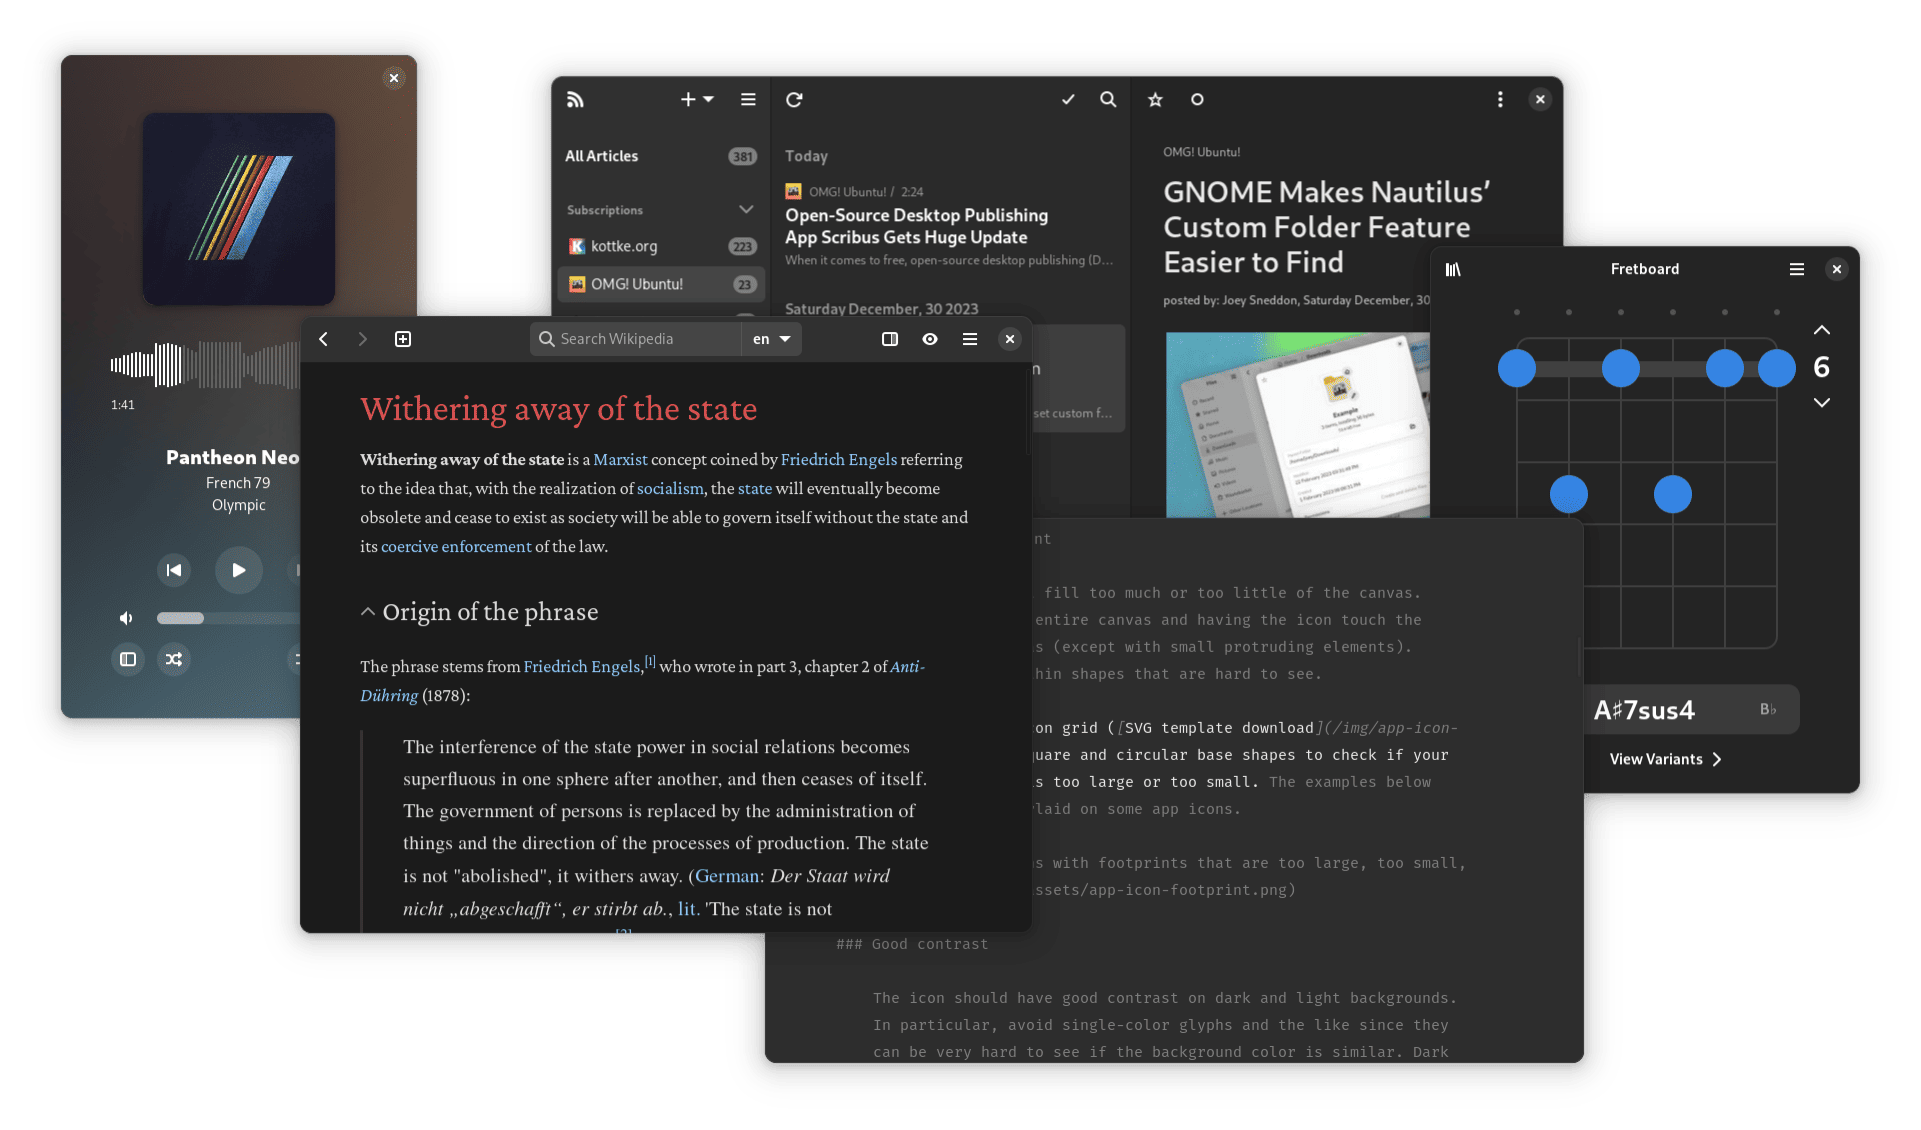 1:41
Pantheon Neo
French 79
Olympic
All Articles 381
Subscriptions
kottke.org 223
OMG! Ubuntu! 23
Today
OMG! Ubuntu! / 2:24
Open-Source Desktop Publishing
App Scribus Gets Huge Update
When it comes to free, open-source desktop publishing (D...
Saturday December, 30 2023
n
set custom f...
OMG! Ubuntu!
GNOME Makes Nautilus’
Custom Folder Feature
Easier to Find
posted by: Joey Sneddon, Saturday December, 30
Example
Search Wikipedia en
Withering away of the state
Withering away of the state is a Marxist concept coined by Friedrich Engels referring
to the idea that, with the realization of socialism, the state will eventually become
obsolete and cease to exist as society will be able to govern itself without the state and
its coercive enforcement of the law.
Origin of the phrase
The phrase stems from Friedrich Engels,[1] who wrote in part 3, chapter 2 of Anti-
Dühring (1878):
The interference of the state power in social relations becomes
superfluous in one sphere after another, and then ceases of itself.
The government of persons is replaced by the administration of
things and the direction of the processes of production. The state
is not "abolished", it withers away. (German: Der Staat wird
nicht „abgeschafft“, er stirbt ab., lit. 'The state is not
Fretboard
6
A♯7sus4 B♭
View Variants
nt
fill too much or too little of the canvas.
entire canvas and having the icon touch the
s (except with small protruding elements).
hin shapes that are hard to see.
on grid ([SVG template download](/img/app-icon-
uare and circular base shapes to check if your
s too large or too small. The examples below
laid on some app icons.
s with footprints that are too large, too small,
ssets/app-icon-footprint.png)
### Good contrast
The icon should have good contrast on dark and light backgrounds.
In particular, avoid single-color glyphs and the like since they
can be very hard to see if the background color is similar. Dark